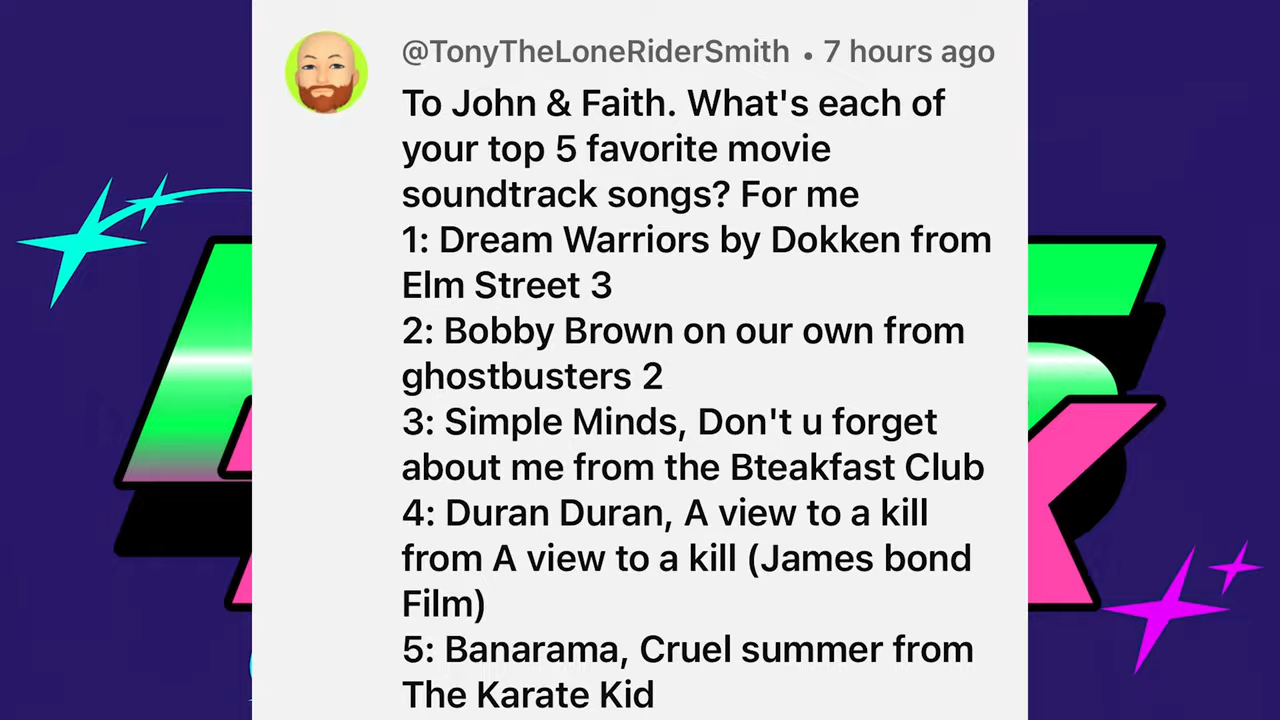 @TonyTheLoneRiderSmith • 7 hours ago
To John & Faith. What's each of
your top 5 favorite movie
soundtrack songs? For me
1: Dream Warriors by Dokken from
Elm Street 3
2: Bobby Brown on our own from
ghostbusters 2
3: Simple Minds, Don't u forget
about me from the Bteakfast Club
4: Duran Duran, A view to a kill
from A view to a kill (James bond
Film)
5: Banarama, Cruel summer from
The Karate Kid